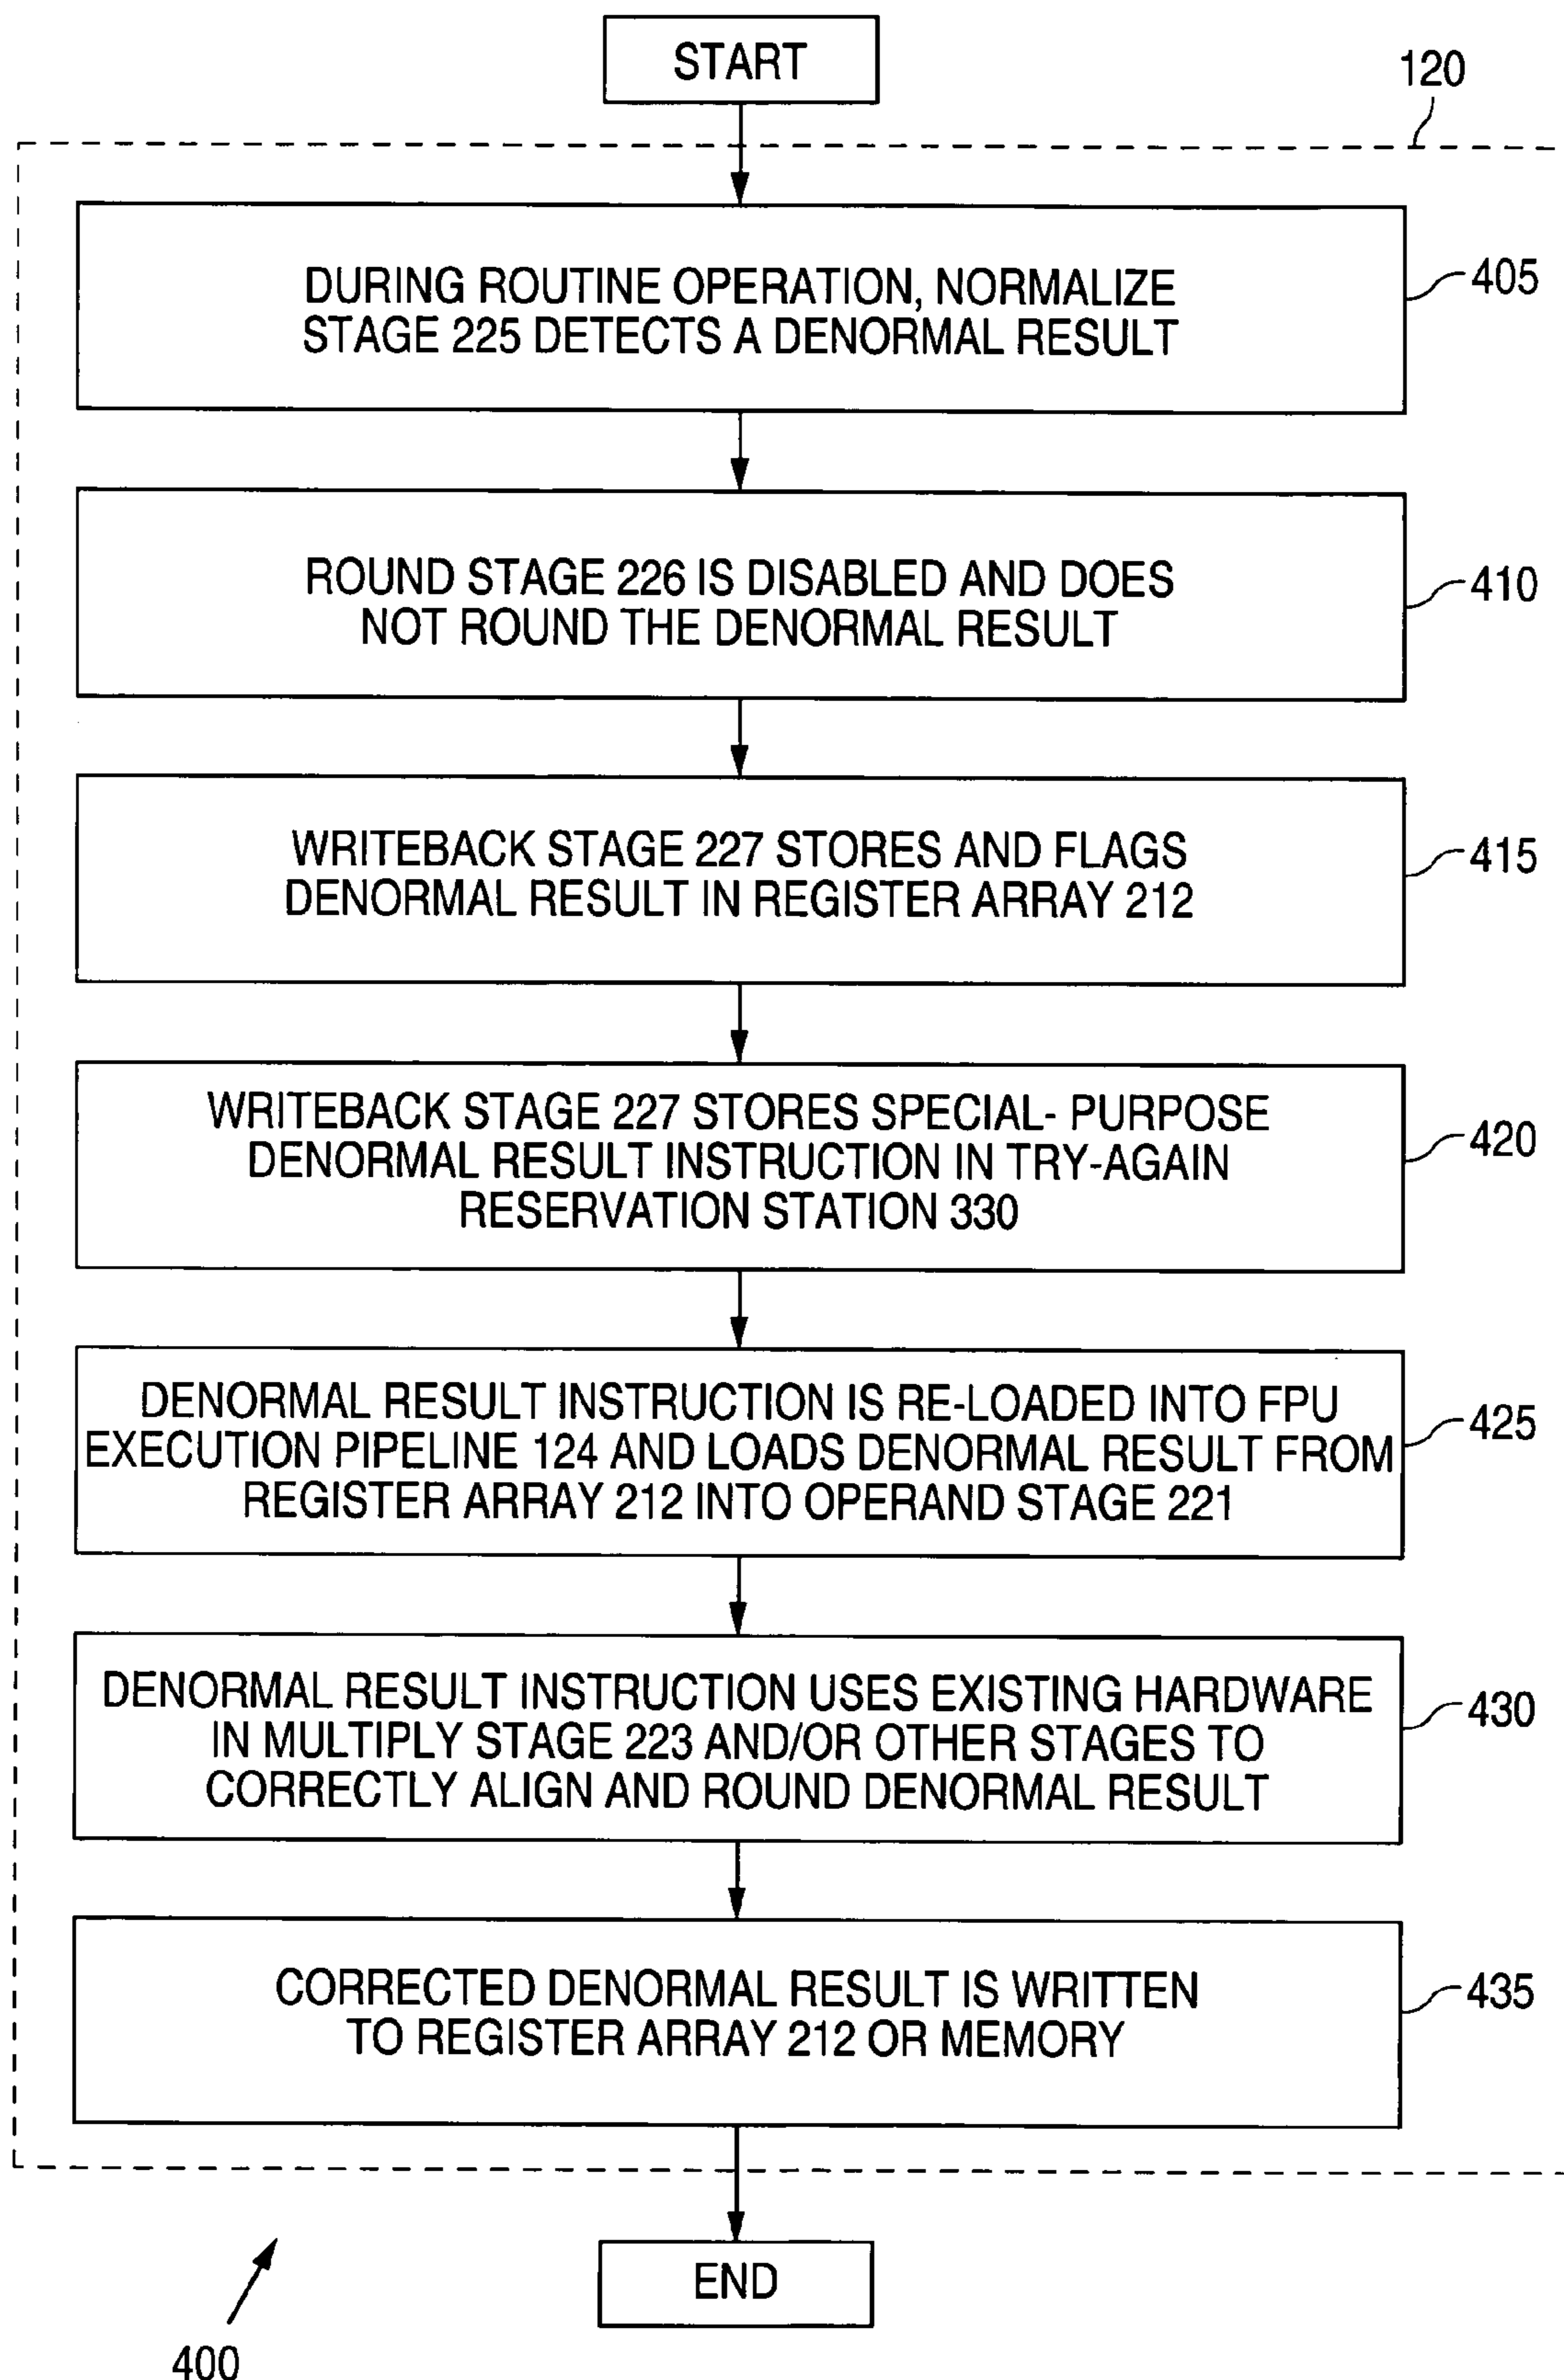 START
120
DURING ROUTINE OPERATION, NORMALIZE
STAGE 225 DETECTS A DENORMAL RESULT
405
ROUND STAGE 226 IS DISABLED AND DOES
NOT ROUND THE DENORMAL RESULT
410
WRITEBACK STAGE 227 STORES AND FLAGS
DENORMAL RESULT IN REGISTER ARRAY 212
415
WRITEBACK STAGE 227 STORES SPECIAL- PURPOSE
DENORMAL RESULT INSTRUCTION IN TRY-AGAIN
RESERVATION STATION 330
420
DENORMAL RESULT INSTRUCTION IS RE-LOADED INTO FPU
EXECUTION PIPELINE 124 AND LOADS DENORMAL RESULT FROM
REGISTER ARRAY 212 INTO OPERAND STAGE 221
425
DENORMAL RESULT INSTRUCTION USES EXISTING HARDWARE
IN MULTIPLY STAGE 223 AND/OR OTHER STAGES TO
CORRECTLY ALIGN AND ROUND DENORMAL RESULT
430
CORRECTED DENORMAL RESULT IS WRITTEN
TO REGISTER ARRAY 212 OR MEMORY
435
END
400